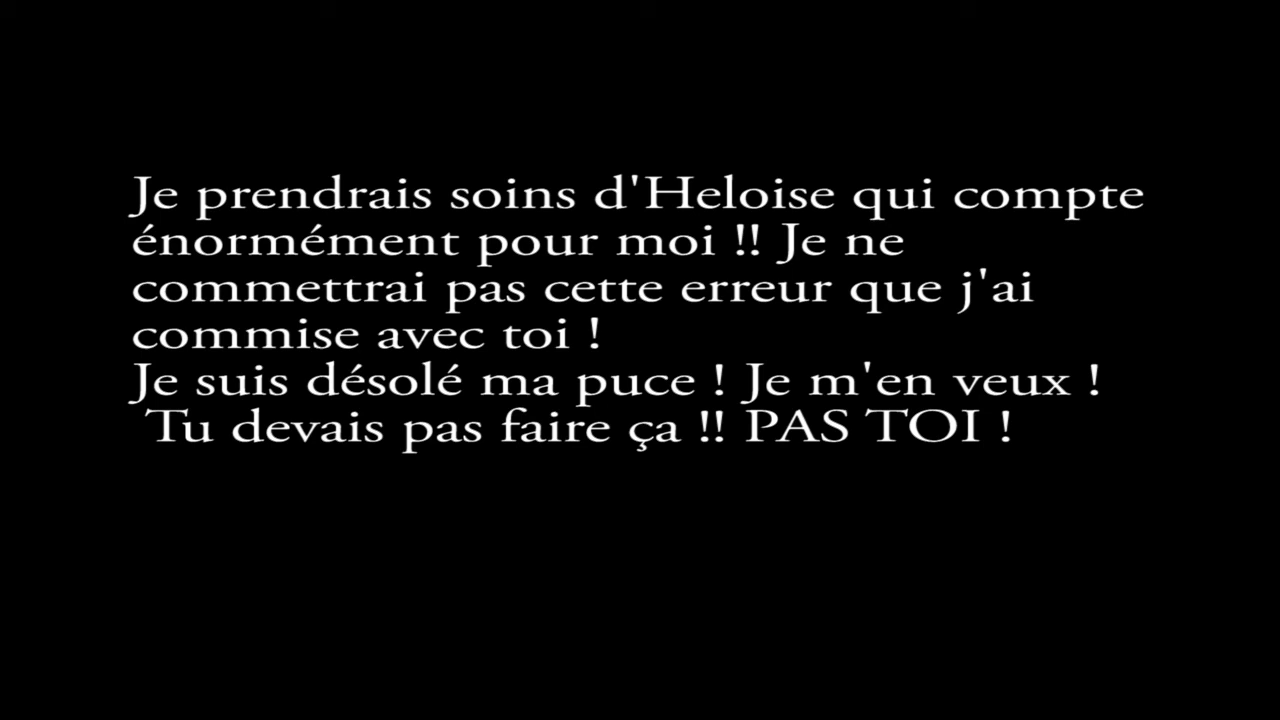 Je prendrais soins d'Heloise qui compte
énormément pour moi !! Je ne
commettrai pas cette erreur que j'ai
commise avec toi !
Je suis désolé ma puce ! Je m'en veux !
Tu devais pas faire ça !! PAS TOI !